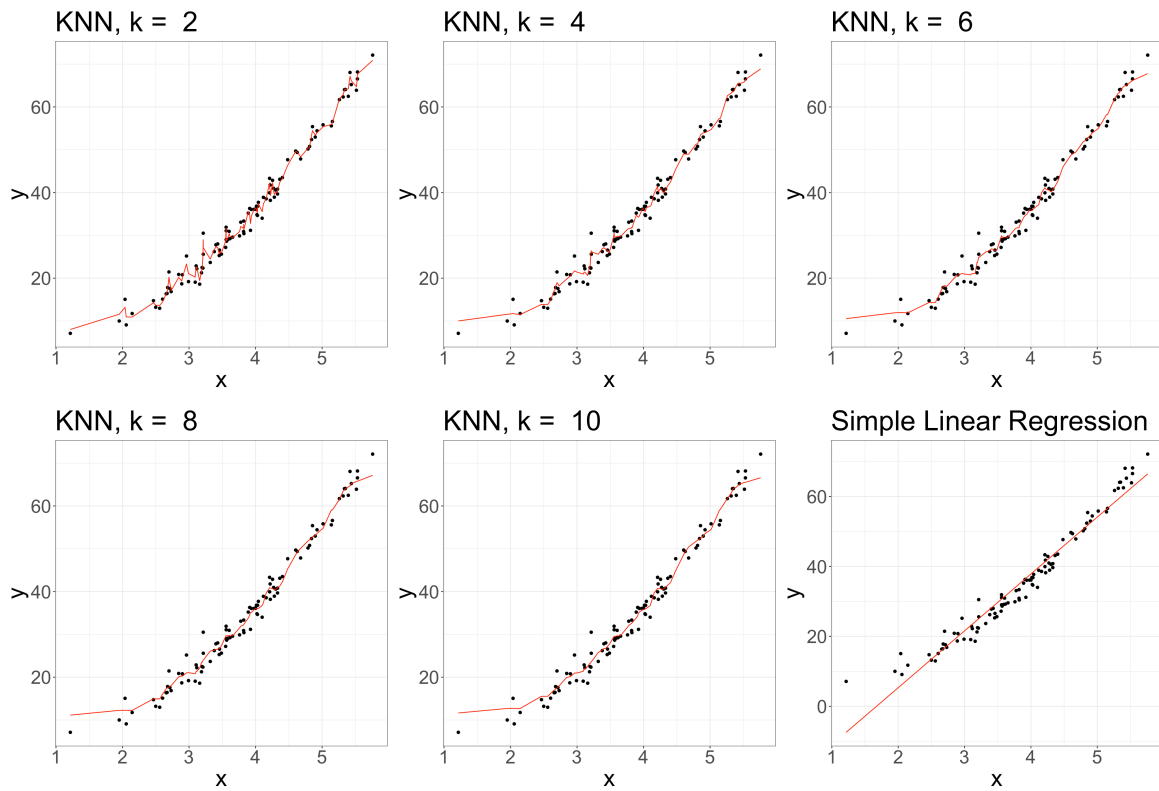 KNN, k =  2
KNN, k =  4
KNN, k =  6
y
60
40
20
1 2 3 4 5
x
y
60
40
20
1 2 3 4 5
x
y
60
40
20
1 2 3 4 5
x
KNN, k =  8
KNN, k =  10
Simple Linear Regression
y
60
40
20
1 2 3 4 5
x
y
60
40
20
1 2 3 4 5
x
y
60
40
20
0
1 2 3 4 5
x